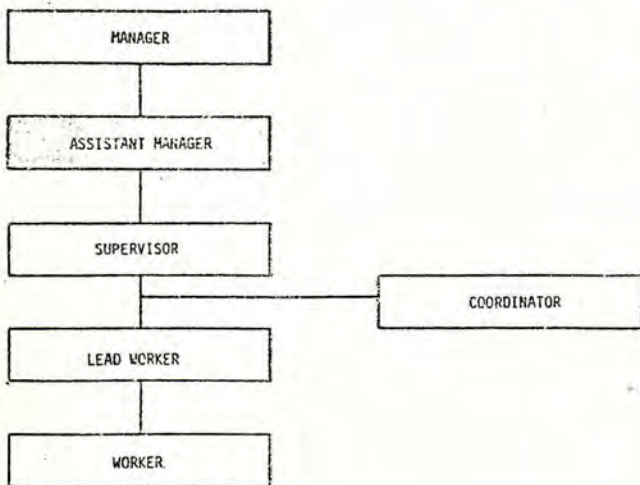 MANAGER
ASSISTANT MANAGER
SUPERVISOR
COORDINATOR
LEAD WORKER
WORKER